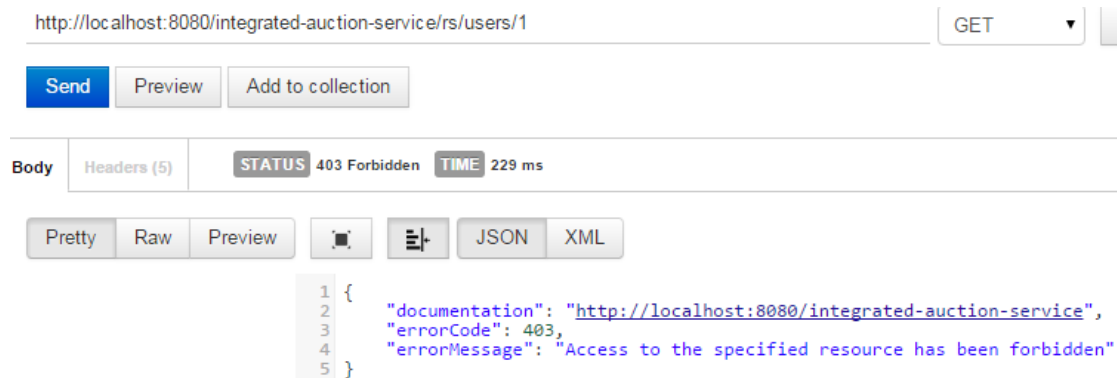 http://localhost:8080/integrated-auction-service/rs/users/1 GET
Send Preview Add to collection
Body Headers (5) STATUS 403 Forbidden TIME 229 ms
Pretty Raw Preview JSON XML
1 {
2 "documentation": "http://localhost:8080/integrated-auction-service",
3 "errorCode": 403,
4 "errorMessage": "Access to the specified resource has been forbidden"
5 }